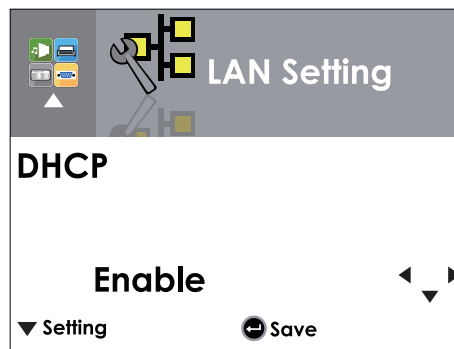 LAN Setting
DHCP
Enable
Setting
Save